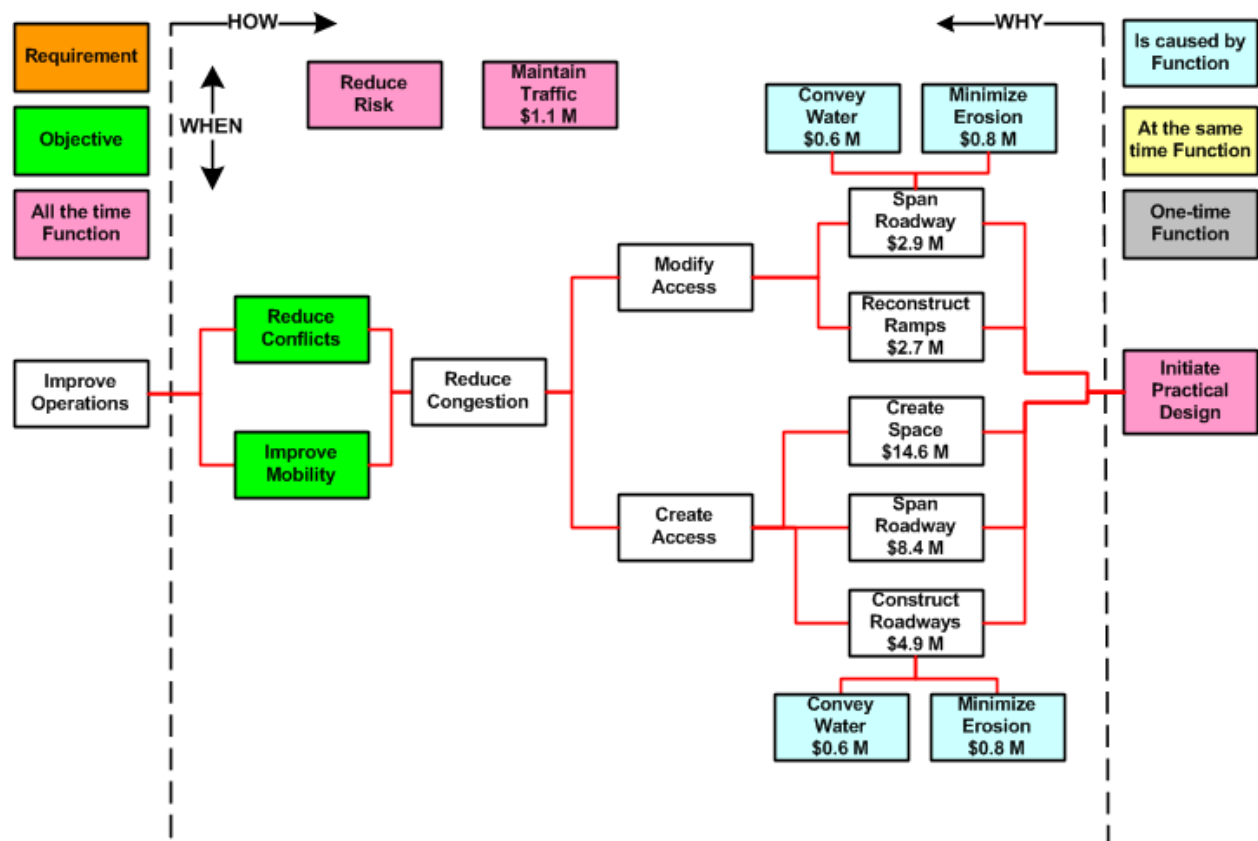 HOW
WHY
Requirement
Reduce
Risk
Maintain
Traffic
$1.1 M
Is caused by
Function
WHEN
Convey
Water
$0.6 M
Minimize
Erosion
$0.8 M
Objective
At the same
time Function
All the time
Function
Span
Roadway
$2.9 M
One-time
Function
Modify
Access
Reduce
Conflicts
Reconstruct
Ramps
$2.7 M
Improve
Operations
Reduce
Congestion
Initiate
Practical
Design
Create
Space
$14.6 M
Improve
Mobility
Create
Access
Span
Roadway
$8.4 M
Construct
Roadways
$4.9 M
Convey
Water
$0.6 M
Minimize
Erosion
$0.8 M